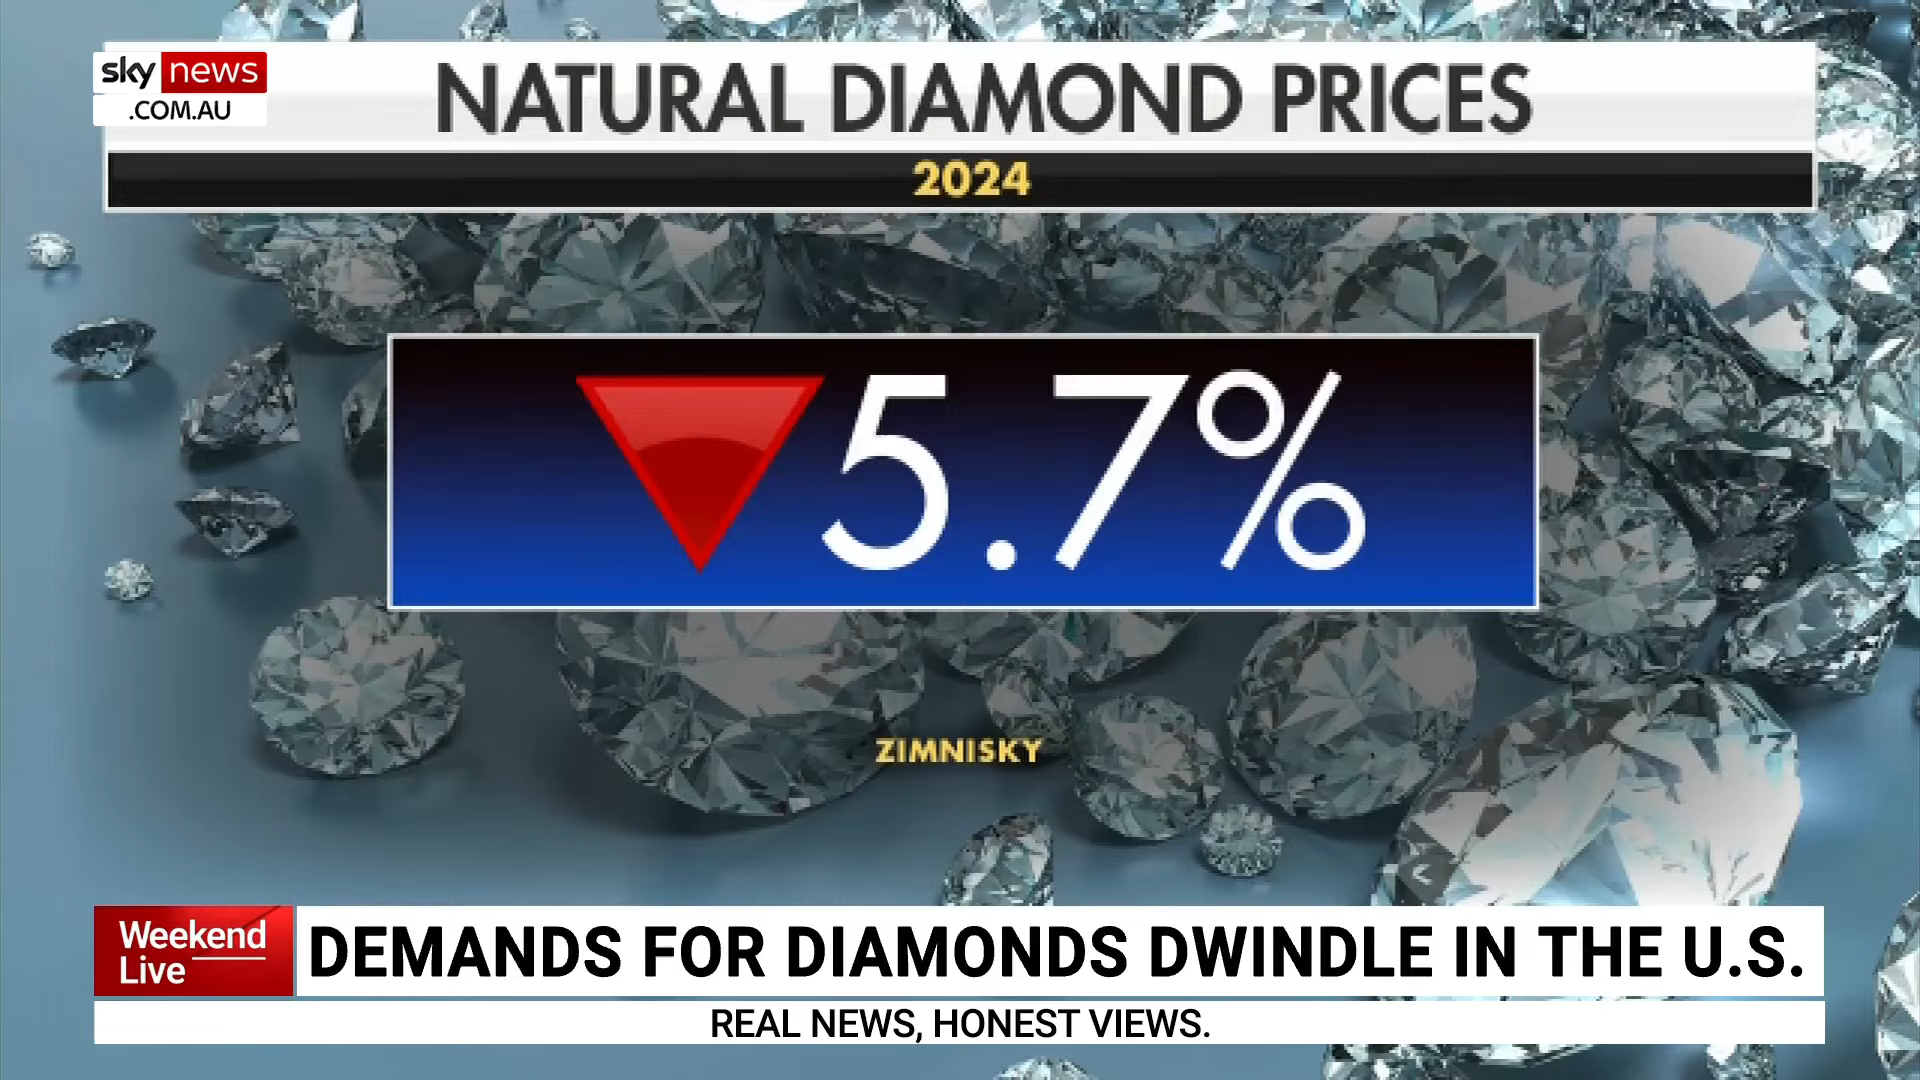 sky news
.COM.AU
NATURAL DIAMOND PRICES
2024
5.7%
ZIMNISKY
Weekend
Live
DEMANDS FOR DIAMONDS DWINDLE IN THE U.S.
REAL NEWS, HONEST VIEWS.